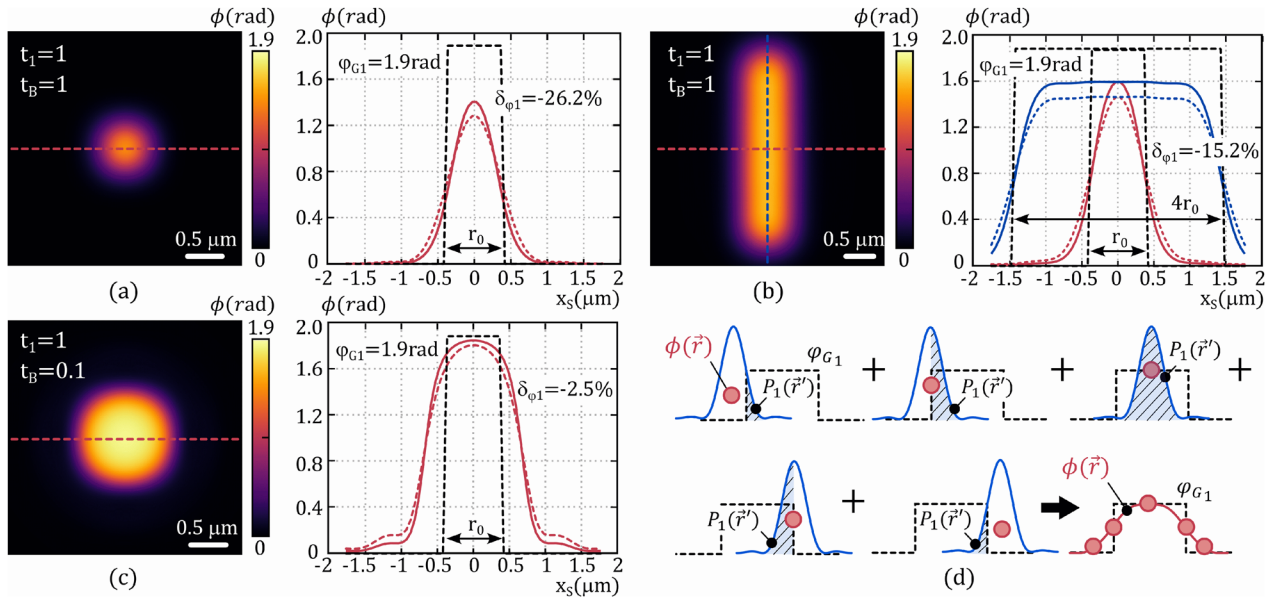 ϕ(rad)
1.9
0
t₁=1
t_B=1
0.5 μm
(a)
ϕ(rad)
2.0
1.6
1.2
0.8
0.4
0
φ_G1=1.9rad
δ_φ1=-26.2%
r₀
-2 -1.5 -1 -0.5 0 0.5 1 1.5 2
x_S(μm)
ϕ(rad)
1.9
0
t₁=1
t_B=1
0.5 μm
(b)
ϕ(rad)
2.0
1.6
1.2
0.8
0.4
0
φ_G1=1.9rad
δ_φ1=-15.2%
4r₀
r₀
-2 -1.5 -1 -0.5 0 0.5 1 1.5 2
x_S(μm)
ϕ(rad)
1.9
0
t₁=1
t_B=0.1
0.5 μm
(c)
ϕ(rad)
2.0
1.6
1.2
0.8
0.4
0
φ_G1=1.9rad
δ_φ1=-2.5%
r₀
-2 -1.5 -1 -0.5 0 0.5 1 1.5 2
x_S(μm)
ϕ(r⃗) φ_G₁ P₁(r⃗′) + P₁(r⃗′) + P₁(r⃗′) +
P₁(r⃗′) + P₁(r⃗′) ϕ(r⃗) φ_G₁
(d)